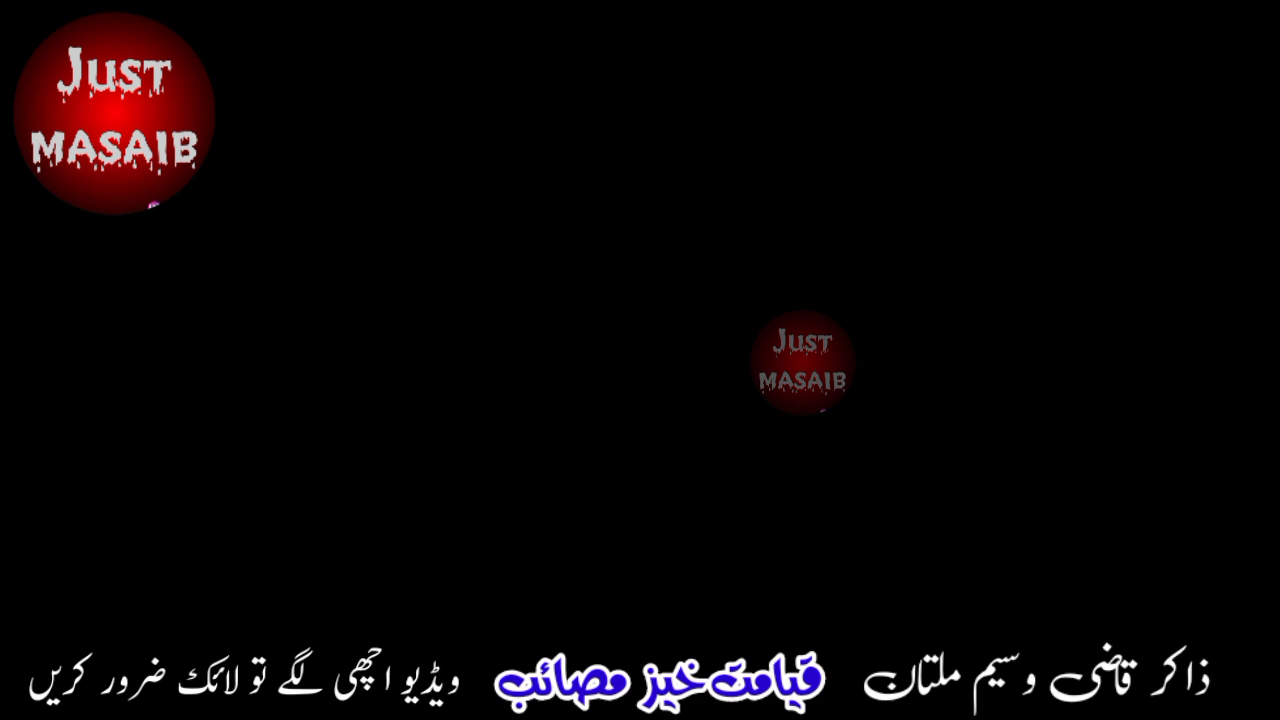 JUST
MASAIB
JUST
MASAIB
ذاکر قاضی وسیم ملتان قیامت خیز مصائب ویڈیو اچھی لگے تو لائک ضرور کریں